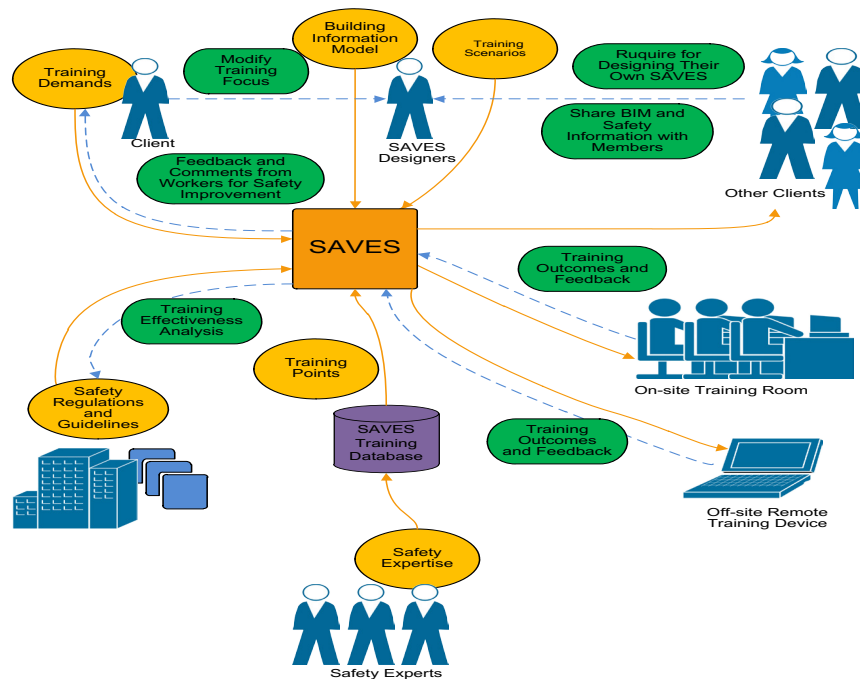 Building
Information
Model
Training
Scenarios
Training
Demands
Modify
Training
Focus
Ruquire for
Designing Their
Own SAVES
Client
SAVES
Designers
Share BIM and
Safety
Information with
Members
Feedback and
Comments from
Workers for Safety
Improvement
Other Clients
SAVES
Training
Outcomes and
Feedback
Training
Effectiveness
Analysis
Training
Points
On-site Training Room
Safety
Regulations
and
Guidelines
SAVES
Training
Database
Training
Outcomes
and Feedback
Off-site Remote
Training Device
Safety
Expertise
Safety Experts